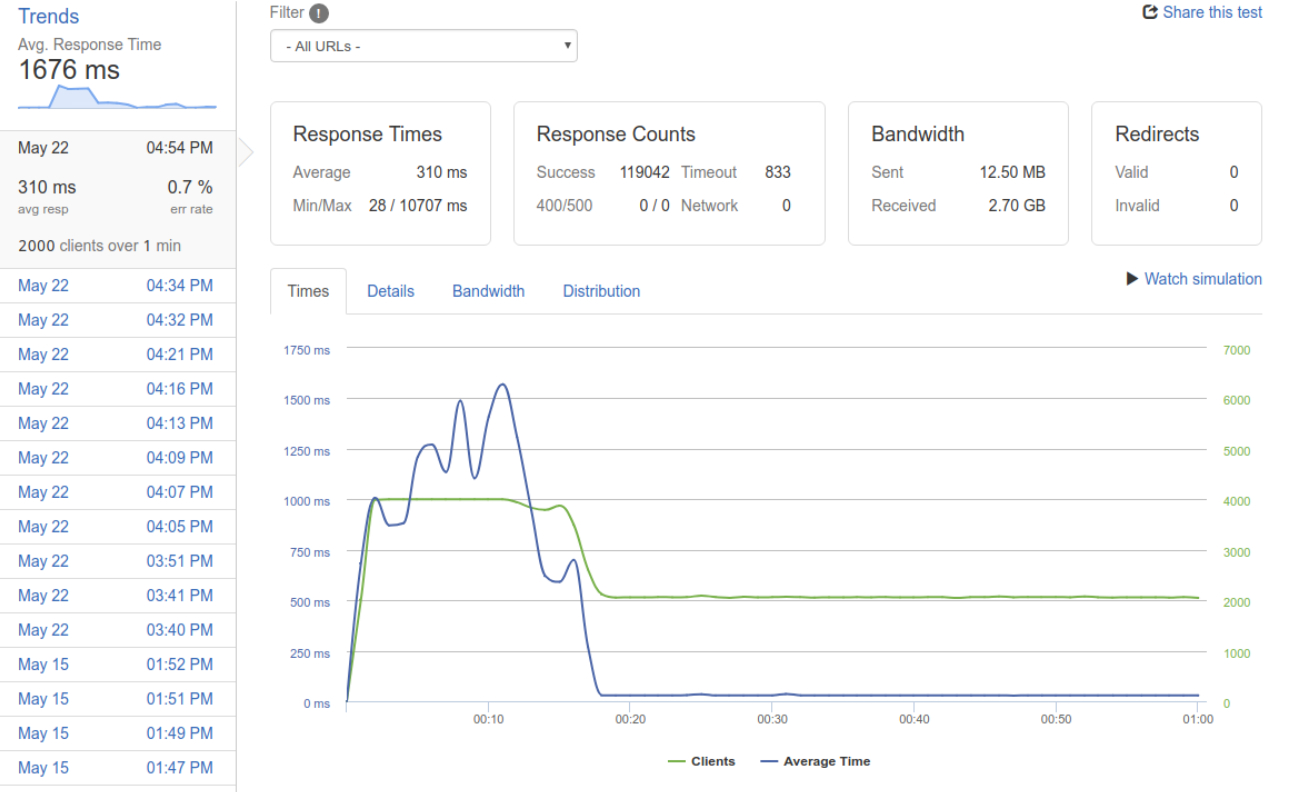 Trends
Avg. Response Time
1676 ms
May 22 04:54 PM
310 ms 0.7 %
avg resp err rate
2000 clients over 1 min
May 22 04:34 PM
May 22 04:32 PM
May 22 04:21 PM
May 22 04:16 PM
May 22 04:13 PM
May 22 04:09 PM
May 22 04:07 PM
May 22 04:05 PM
May 22 03:51 PM
May 22 03:41 PM
May 22 03:40 PM
May 15 01:52 PM
May 15 01:51 PM
May 15 01:49 PM
May 15 01:47 PM
Filter !
Share this test
- All URLs -
Response Times
Average 310 ms
Min/Max 28 / 10707 ms
Response Counts
Success 119042 Timeout 833
400/500 0 / 0 Network 0
Bandwidth
Sent 12.50 MB
Received 2.70 GB
Redirects
Valid 0
Invalid 0
Times Details Bandwidth Distribution
Watch simulation
1750 ms 7000
1500 ms 6000
1250 ms 5000
1000 ms 4000
750 ms 3000
500 ms 2000
250 ms 1000
0 ms 0
00:10 00:20 00:30 00:40 00:50 01:00
Clients Average Time